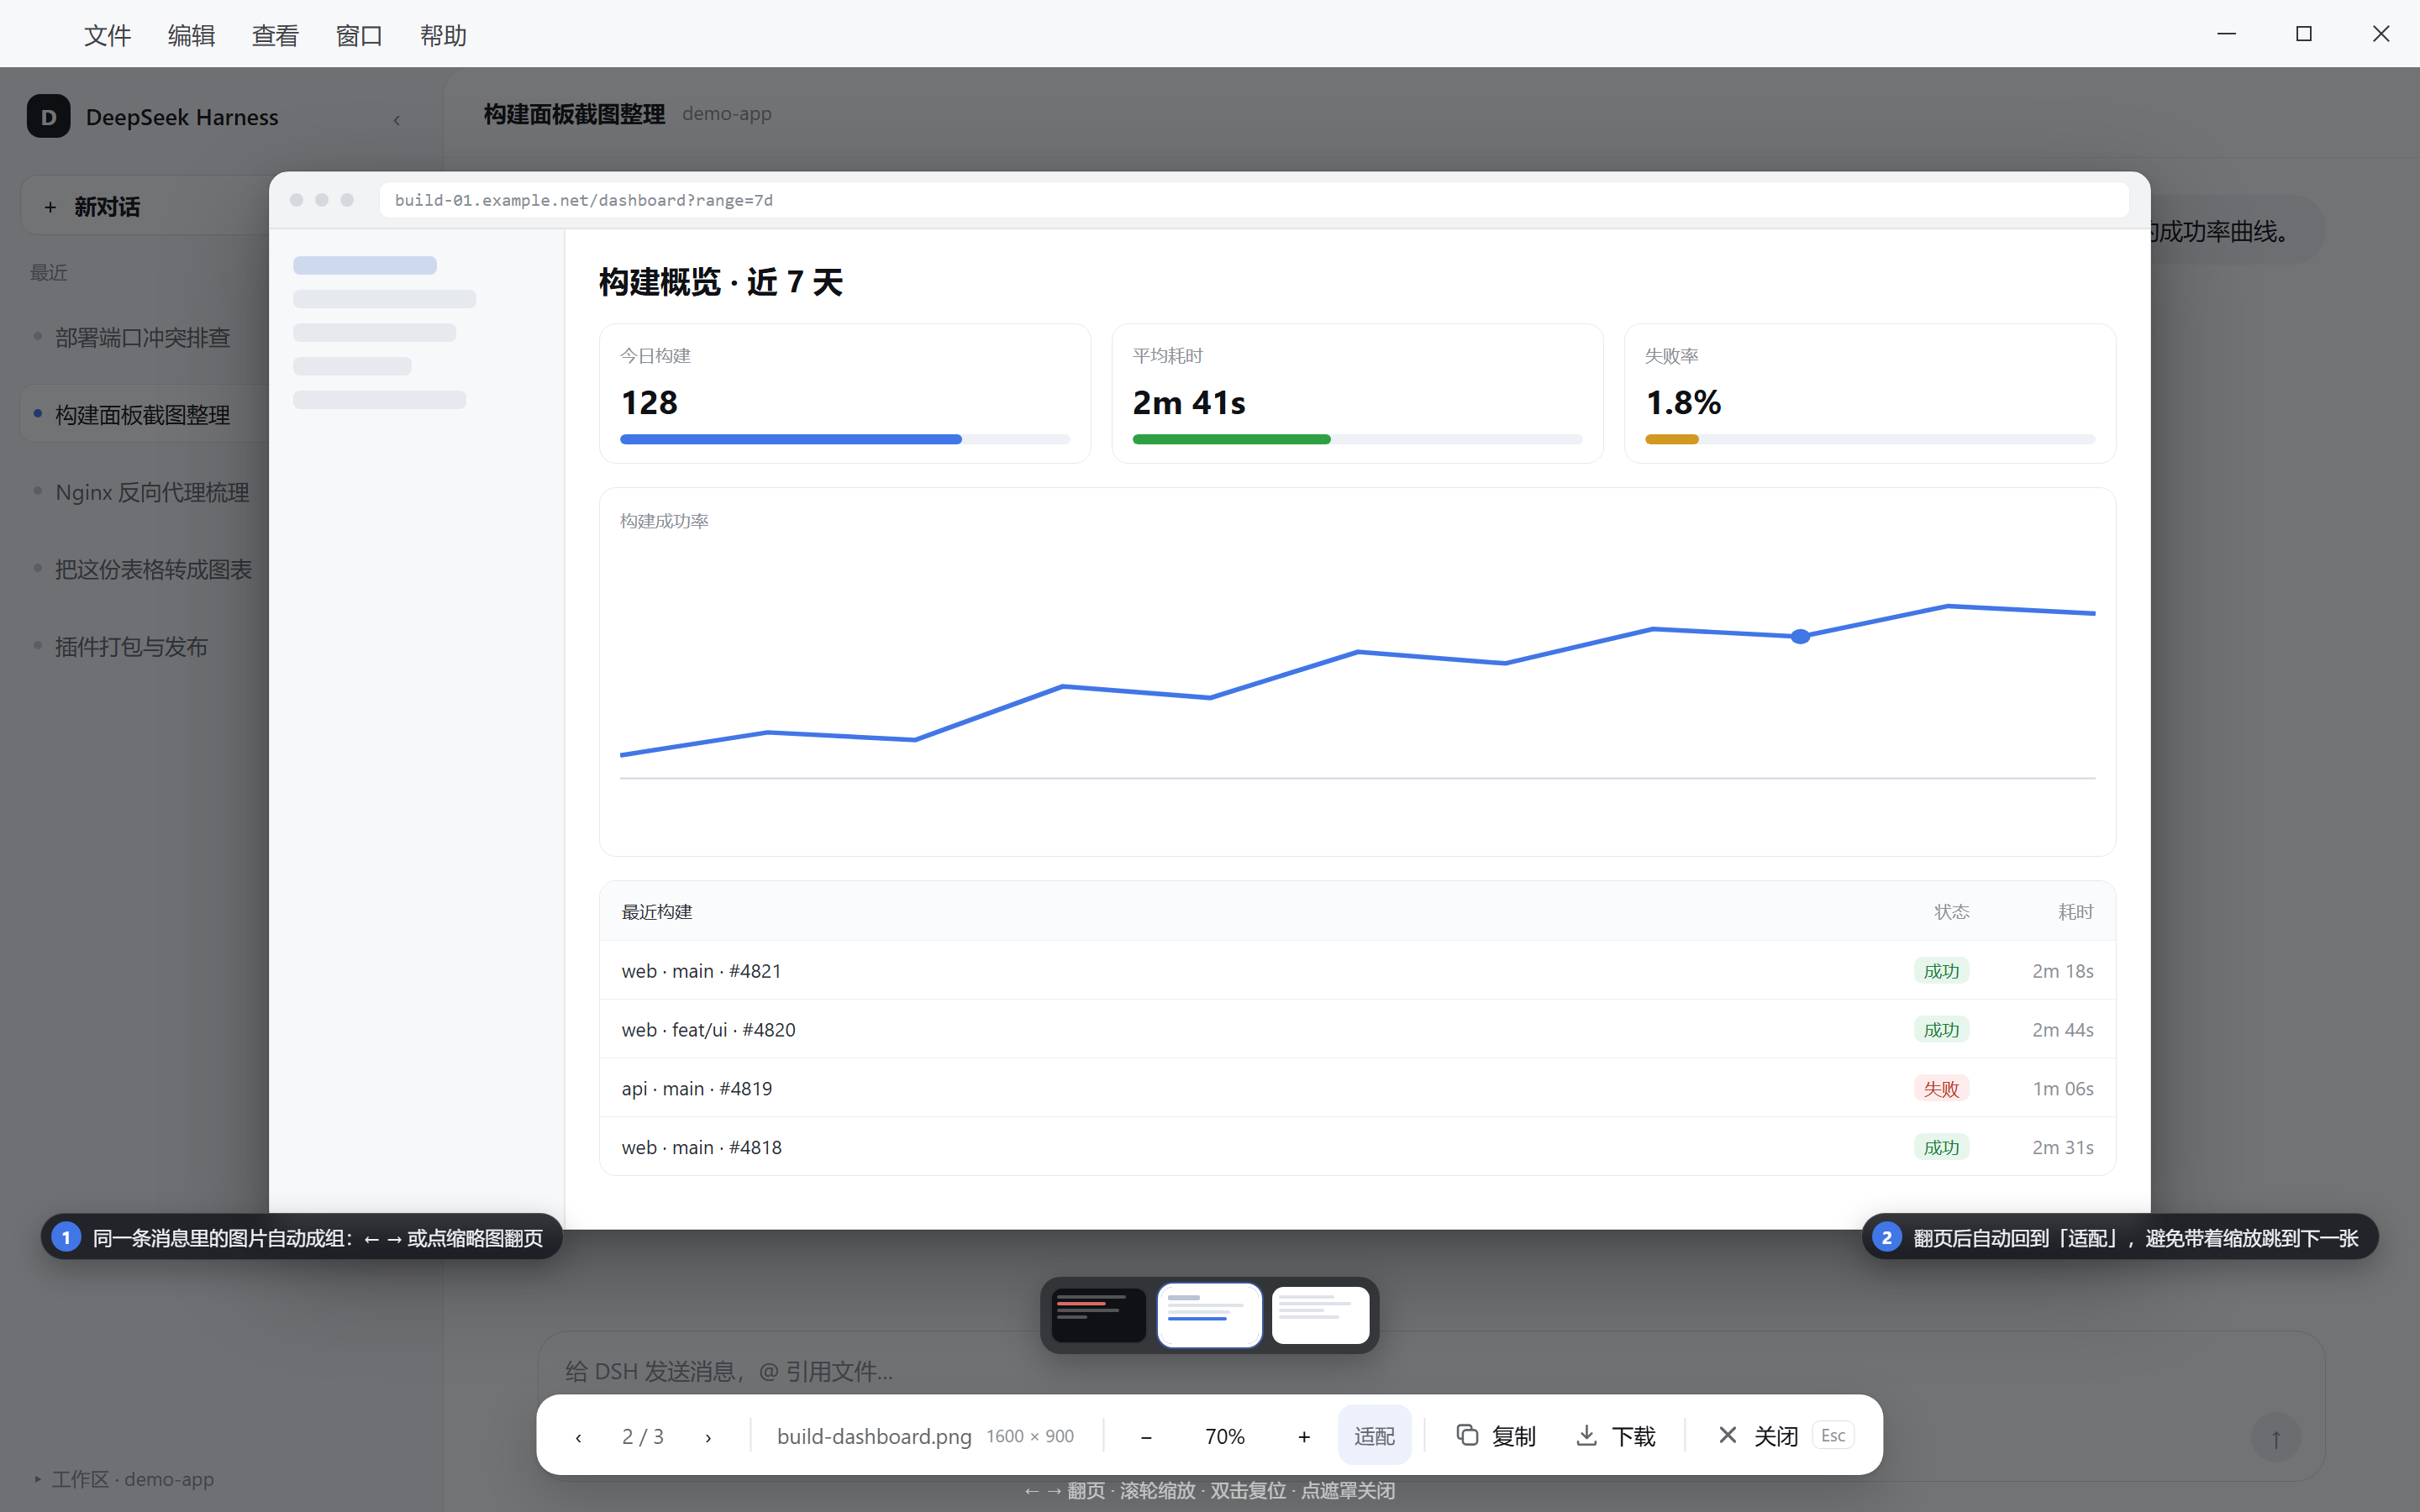 文件 编辑 查看 窗口 帮助
D DeepSeek Harness ‹
构建面板截图整理 demo-app
+ 新对话
最近
部署端口冲突排查
构建面板截图整理
Nginx 反向代理梳理
把这份表格转成图表
插件打包与发布
工作区 · demo-app
的成功率曲线。
build-01.example.net/dashboard?range=7d
构建概览 · 近 7 天
今日构建
128
平均耗时
2m 41s
失败率
1.8%
构建成功率
最近构建 状态 耗时
web · main · #4821 成功 2m 18s
web · feat/ui · #4820 成功 2m 44s
api · main · #4819 失败 1m 06s
web · main · #4818 成功 2m 31s
1 同一条消息里的图片自动成组：← → 或点缩略图翻页
2 翻页后自动回到「适配」，避免带着缩放跳到下一张
给 DSH 发送消息，@ 引用文件...
‹ 2 / 3 › build-dashboard.png 1600 × 900 − 70% + 适配 复制 下载 关闭 Esc
← → 翻页 · 滚轮缩放 · 双击复位 · 点遮罩关闭